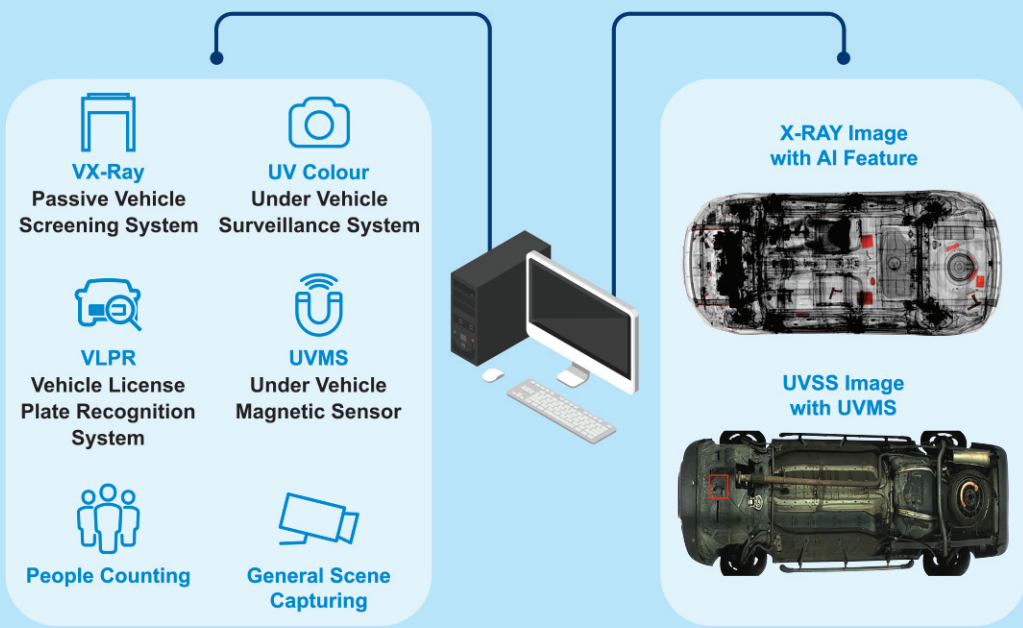 VX-Ray
Passive Vehicle
Screening System
UV Colour
Under Vehicle
Surveillance System
VLPR
Vehicle License
Plate Recognition
System
UVMS
Under Vehicle
Magnetic Sensor
People Counting
General Scene
Capturing
X-RAY Image
with AI Feature
UVSS Image
with UVMS